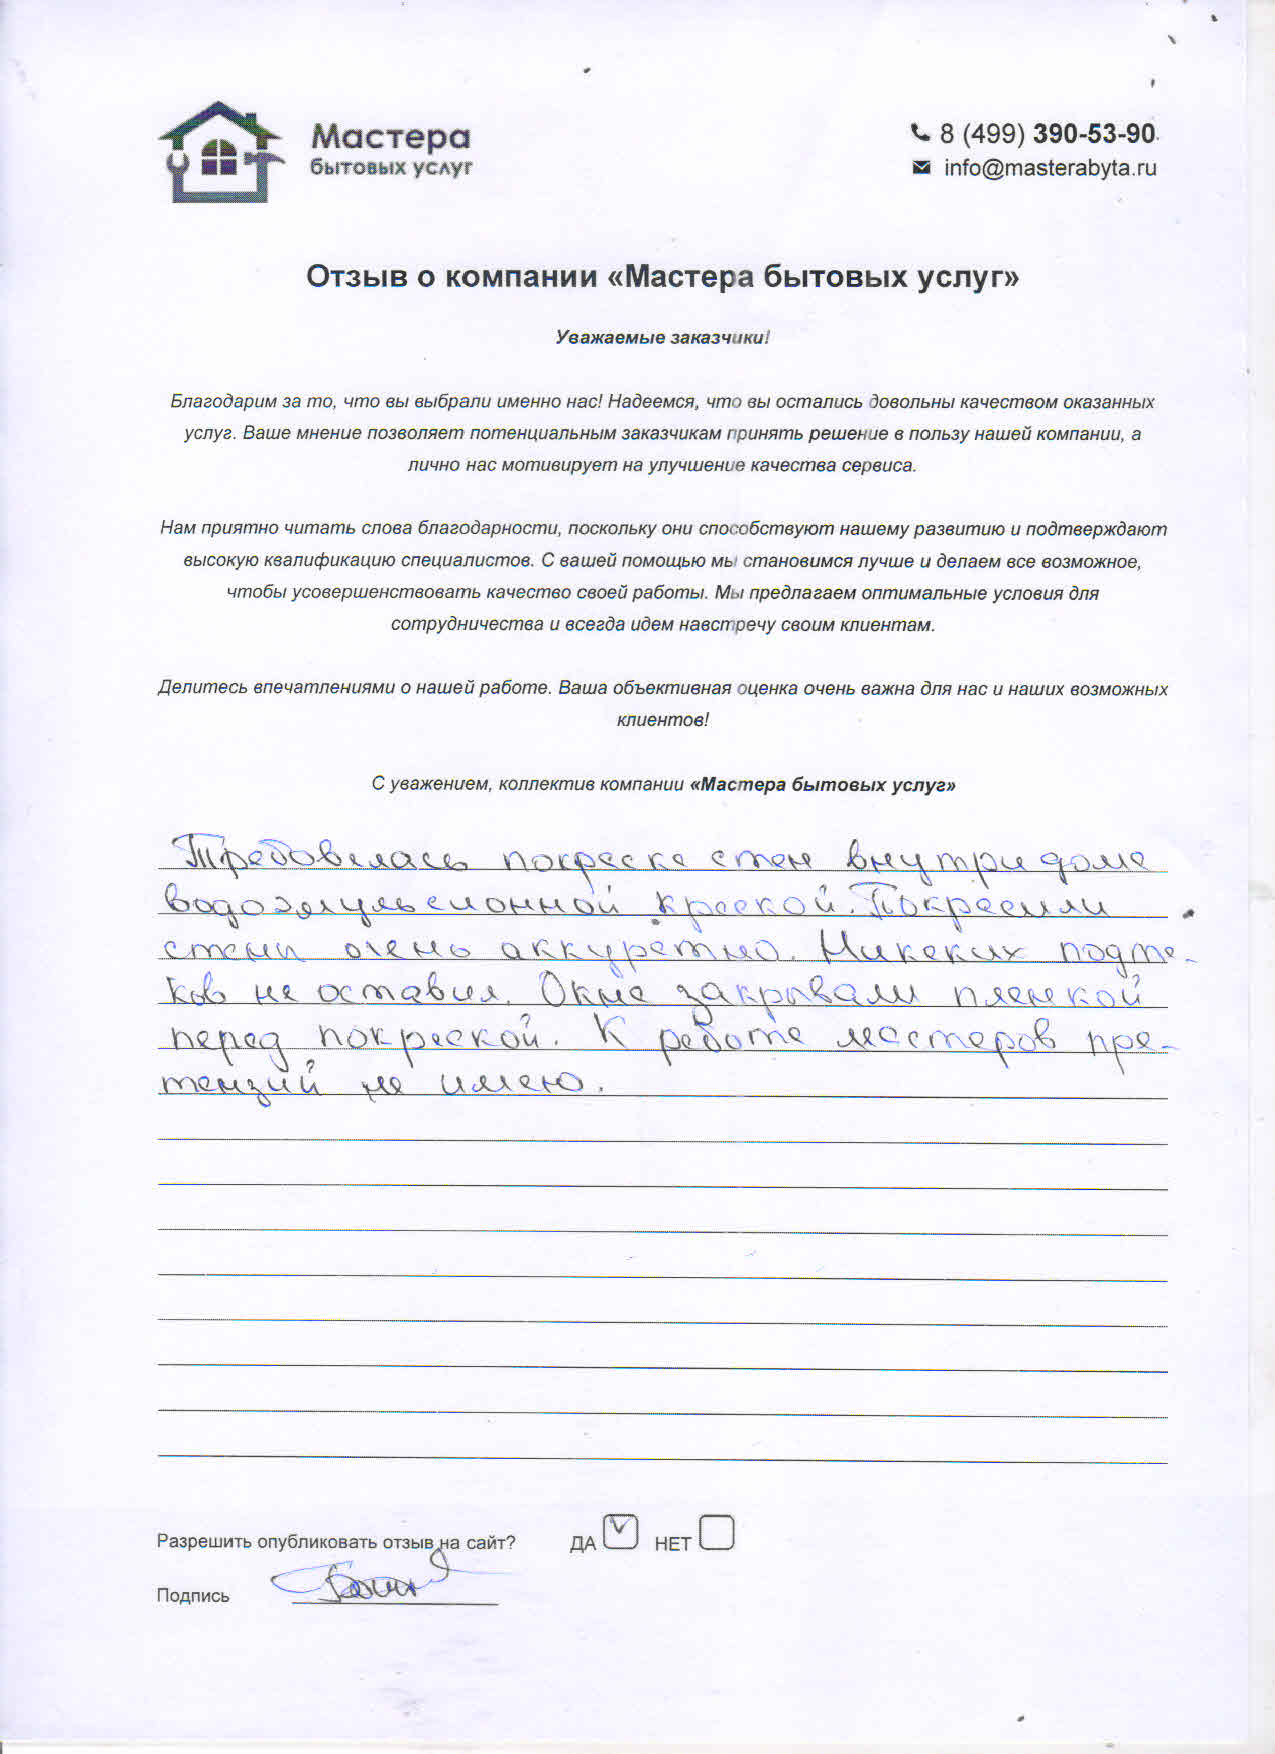 Мастера
бытовых услуг
8 (499) 390-53-90
info@masterabyta.ru
Отзыв о компании «Мастера бытовых услуг»
Уважаемые заказчики!
Благодарим за то, что вы выбрали именно нас! Надеемся, что вы остались довольны качеством оказанных
услуг. Ваше мнение позволяет потенциальным заказчикам принять решение в пользу нашей компании, а
лично нас мотивирует на улучшение качества сервиса.
Нам приятно читать слова благодарности, поскольку они способствуют нашему развитию и подтверждают
высокую квалификацию специалистов. С вашей помощью мы становимся лучше и делаем все возможное,
чтобы усовершенствовать качество своей работы. Мы предлагаем оптимальные условия для
сотрудничества и всегда идем навстречу своим клиентам.
Делитесь впечатлениями о нашей работе. Ваша объективная оценка очень важна для нас и наших возможных
клиентов!
С уважением, коллектив компании «Мастера бытовых услуг»
Требовалась покраска стен внутри дома
водоэмульсионной краской. Покрасили
стены очень аккуратно. Никаких подте-
ков не оставил. Окна закрывали пленкой
перед покраской. К работе мастеров пре-
тензий не имею.
Разрешить опубликовать отзыв на сайт? ДА НЕТ
Подпись